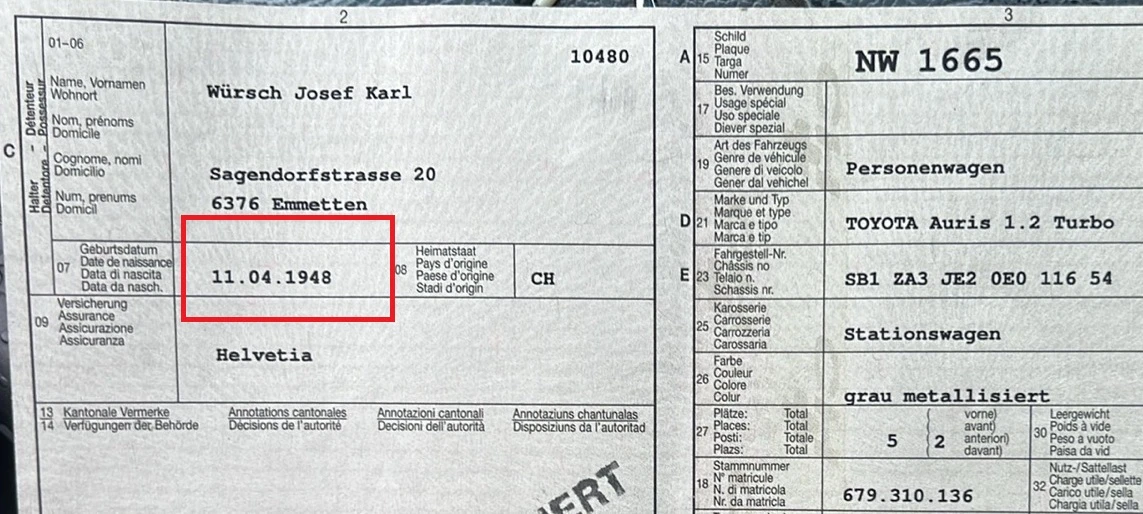 2
3
01-06
10480
C
Halter - Détenteur
Detentore - Possessur
Name, Vornamen
Wohnort
Nom, prénoms
Domicile
Cognome, nomi
Domicilio
Num, prenums
Domicil
Würsch Josef Karl
Sagendorfstrasse 20
6376 Emmetten
07
Geburtsdatum
Date de naissance
Data di nascita
Data da nasch.
11.04.1948
08
Heimatstaat
Pays d'origine
Paese d'origine
Stadi d'origin
CH
09
Versicherung
Assurance
Assicurazione
Assicuranza
Helvetia
13 Kantonale Vermerke Annotations cantonales Annotazioni cantonali Annotaziuns chantunalas
14 Verfügungen der Behörde Décisions de l'autorité Decisioni dell'autorità Disposiziuns da l'autoritad
A 15
Schild
Plaque
Targa
Numer
NW 1665
17
Bes. Verwendung
Usage spécial
Uso speciale
Diever spezial
19
Art des Fahrzeugs
Genre de véhicule
Genere di veicolo
Gener dal vehichel
Personenwagen
D 21
Marke und Typ
Marque et type
Marca e tipo
Marca e tip
TOYOTA Auris 1.2 Turbo
E 23
Fahrgestell-Nr.
Châssis no
Telaio n.
Schassis nr.
SB1 ZA3 JE2 0E0 116 54
25
Karosserie
Carrosserie
Carrozzeria
Carossaria
Stationswagen
26
Farbe
Couleur
Colore
Colur
grau metallisiert
27
Plätze: Total
Places: Total
Posti: Totale
Plazs: Total
5
2
vorne)
avant)
anteriori)
davant)
30
Leergewicht
Poids à vide
Peso a vuoto
Paisa da vid
18
Stammnummer
N° matricule
N. di matricola
Nr. da matricla
679.310.136
32
Nutz-/Sattellast
Charge utile/sellette
Carico utile/sella
Chargia utila/sella